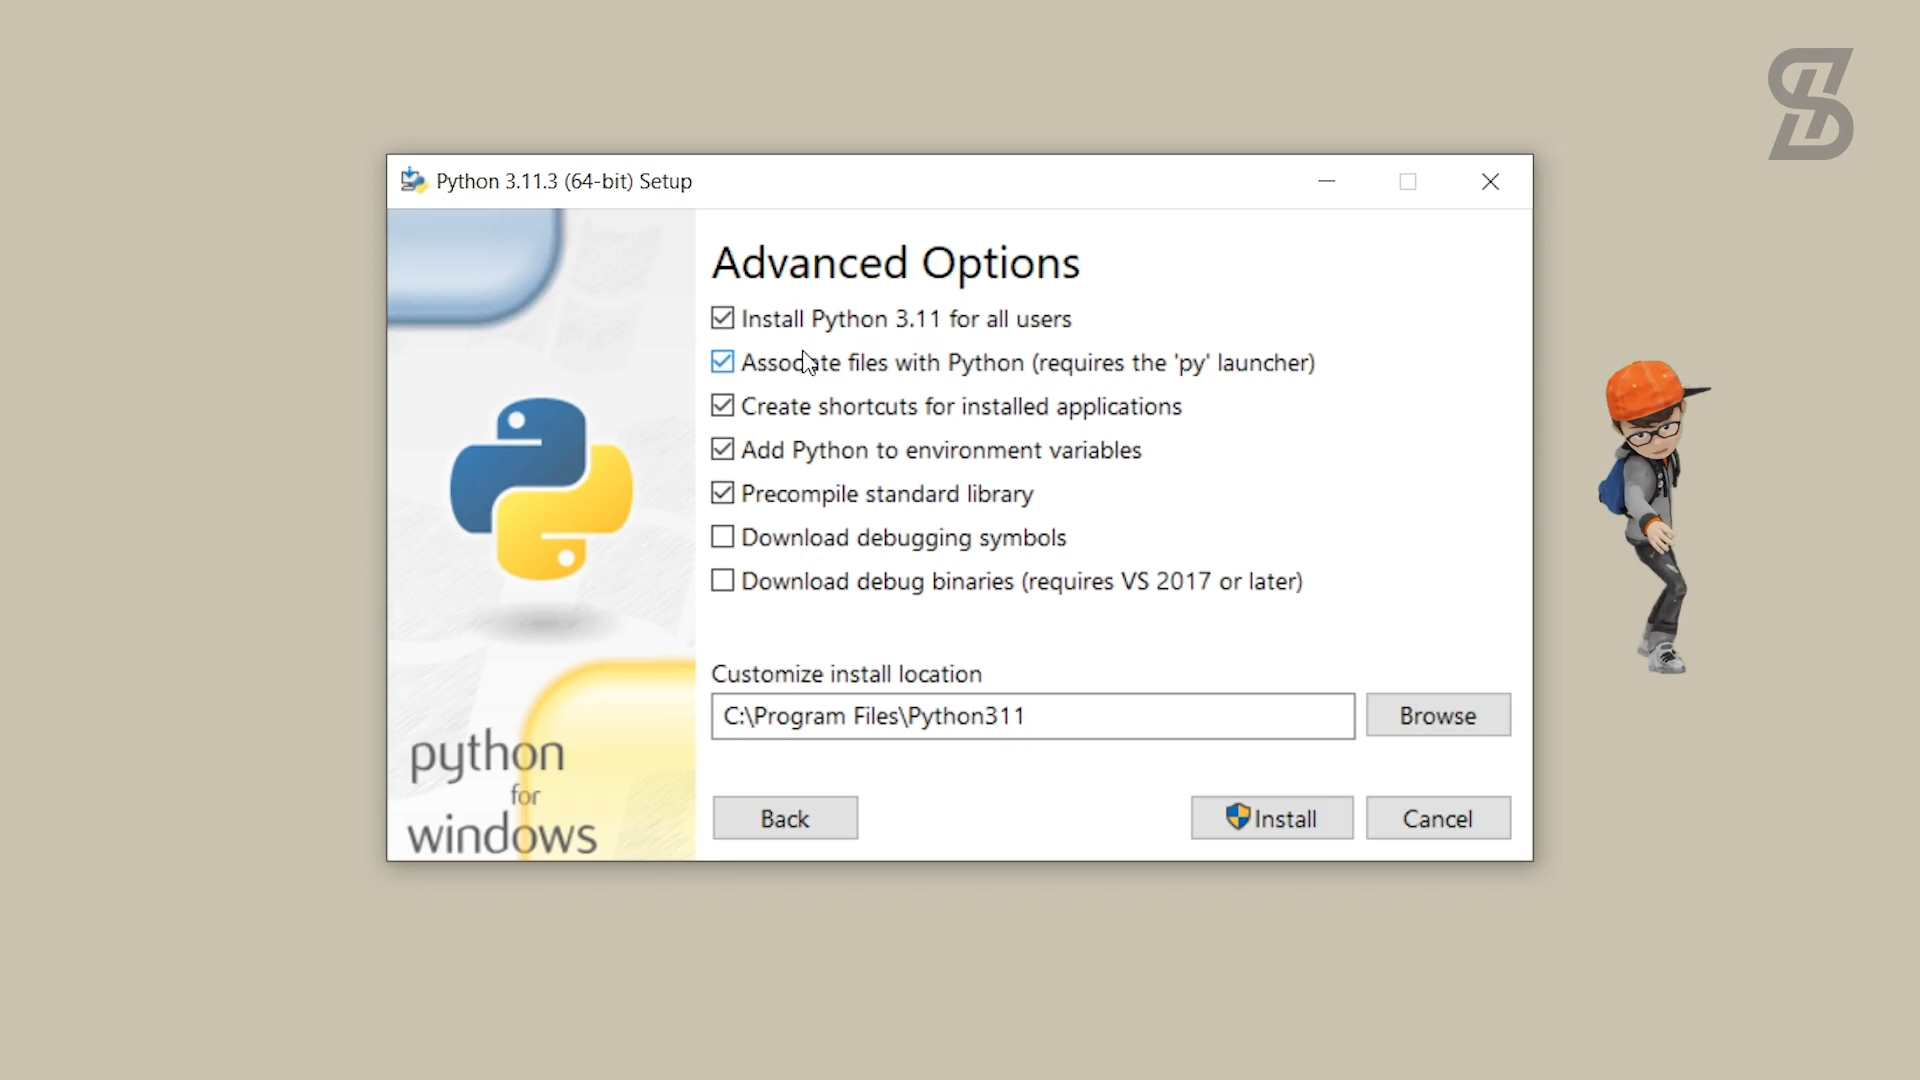 Python 3.11.3 (64-bit) Setup
Advanced Options
Install Python 3.11 for all users
Associate files with Python (requires the 'py' launcher)
Create shortcuts for installed applications
Add Python to environment variables
Precompile standard library
Download debugging symbols
Download debug binaries (requires VS 2017 or later)
Customize install location
C:\Program Files\Python311
Browse
python
for
windows
Back
Install
Cancel